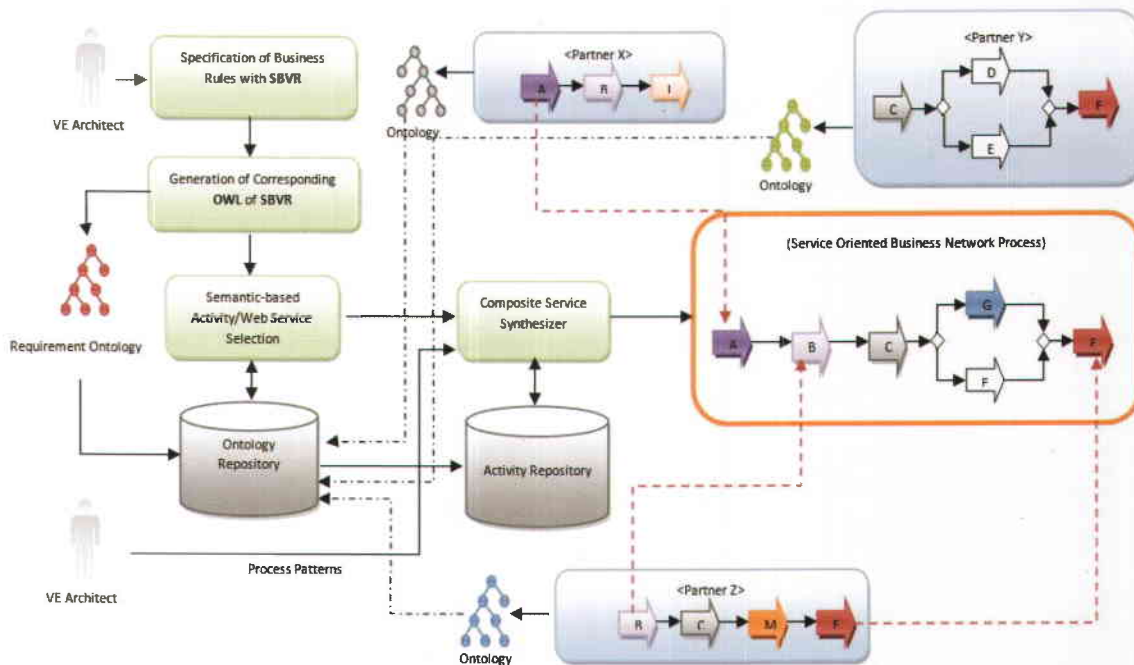 VE Architect
Specification of Business
Rules with SBVR
Generation of Corresponding
OWL of SBVR
Requirement Ontology
Semantic-based
Activity/Web Service
Selection
Composite Service
Synthesizer
Ontology
Repository
Activity Repository
VE Architect
Process Patterns
Ontology
<Partner X>
A
B
I
Ontology
<Partner Y>
C
D
E
F
(Service Oriented Business Network Process)
A
B
C
G
F
F
Ontology
<Partner Z>
B
C
M
F